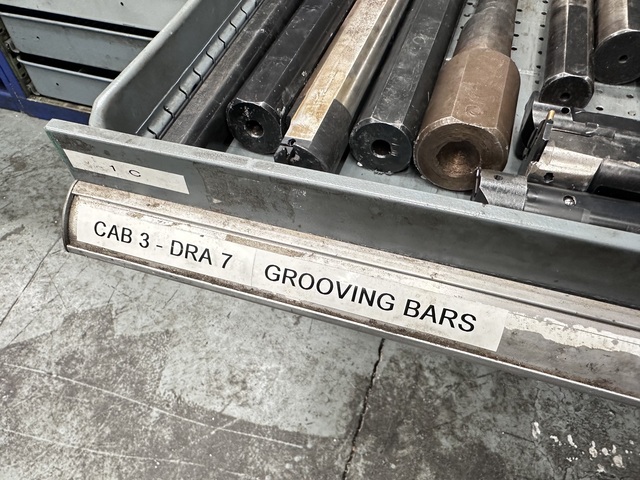 1 C
CAB 3 - DRA 7 GROOVING BARS